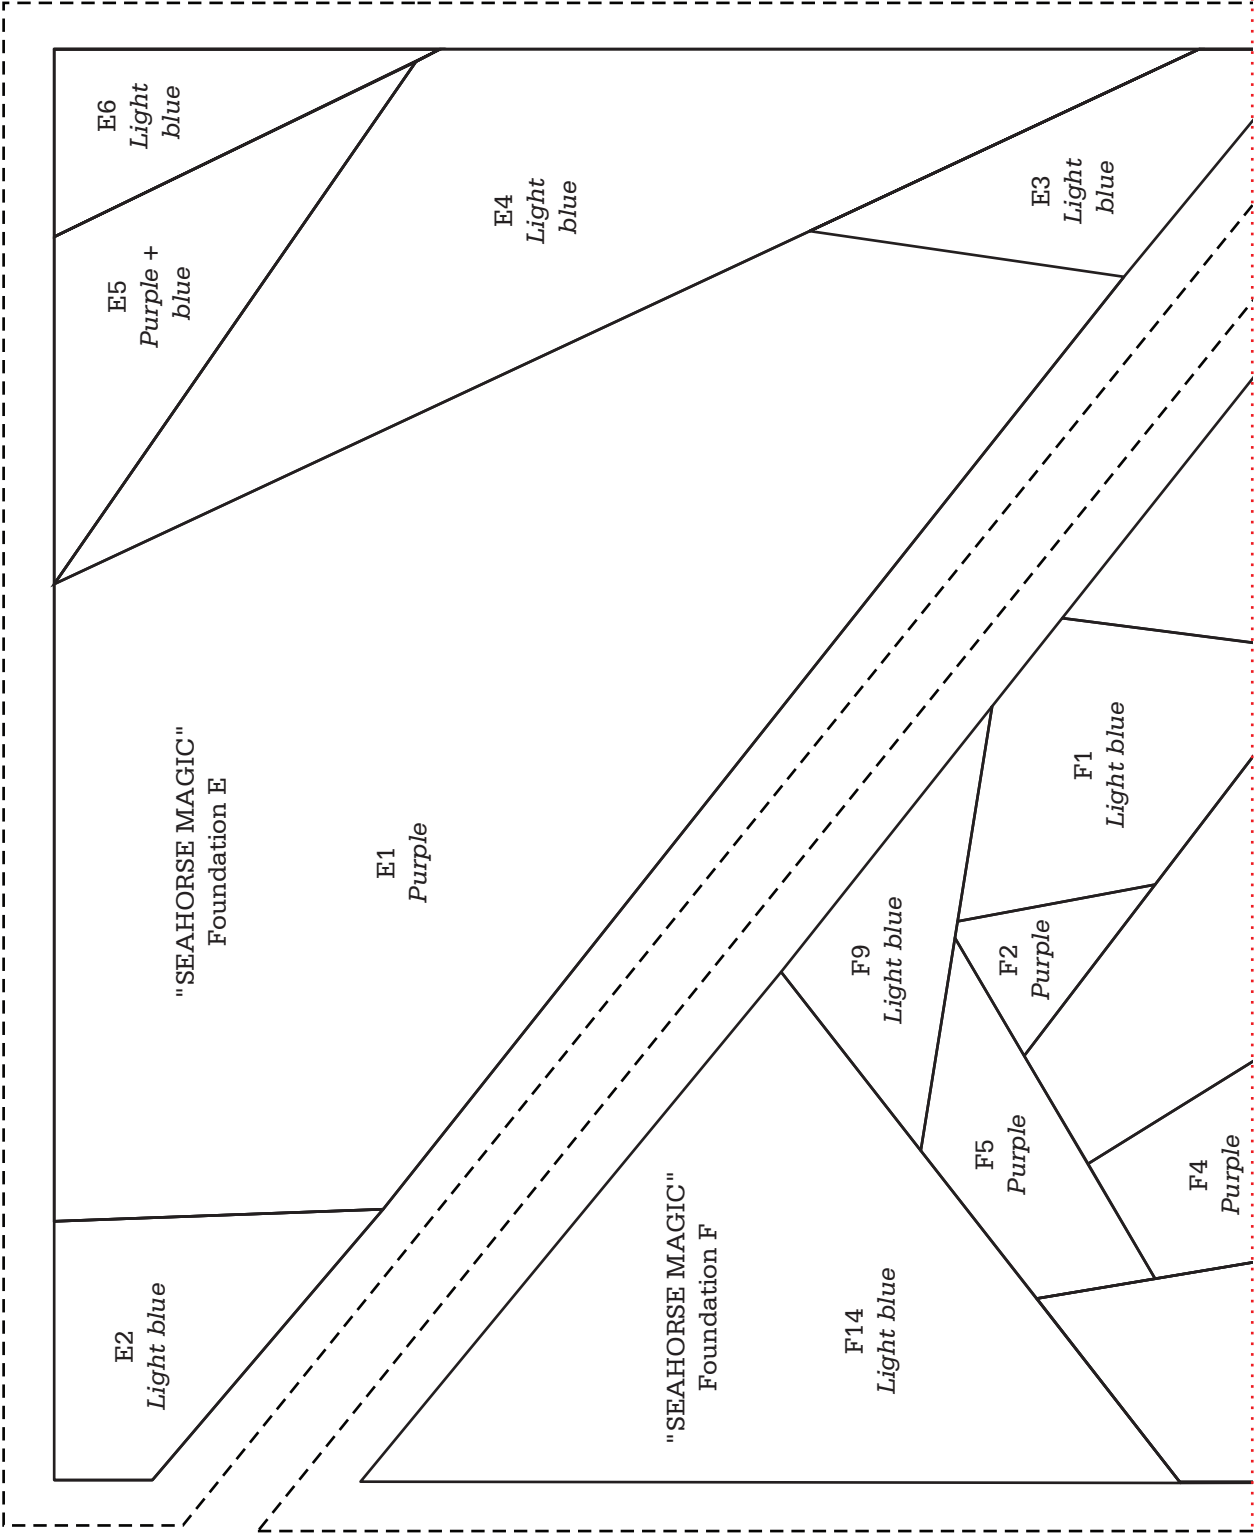 E6
Light
blue
E5
Purple +
blue
E4
Light
blue
E3
Light
blue
"SEAHORSE MAGIC"
Foundation E
E1
Purple
E2
Light blue
F1
Light blue
F9
Light blue
F2
Purple
F5
Purple
F4
Purple
"SEAHORSE MAGIC"
Foundation F
F14
Light blue